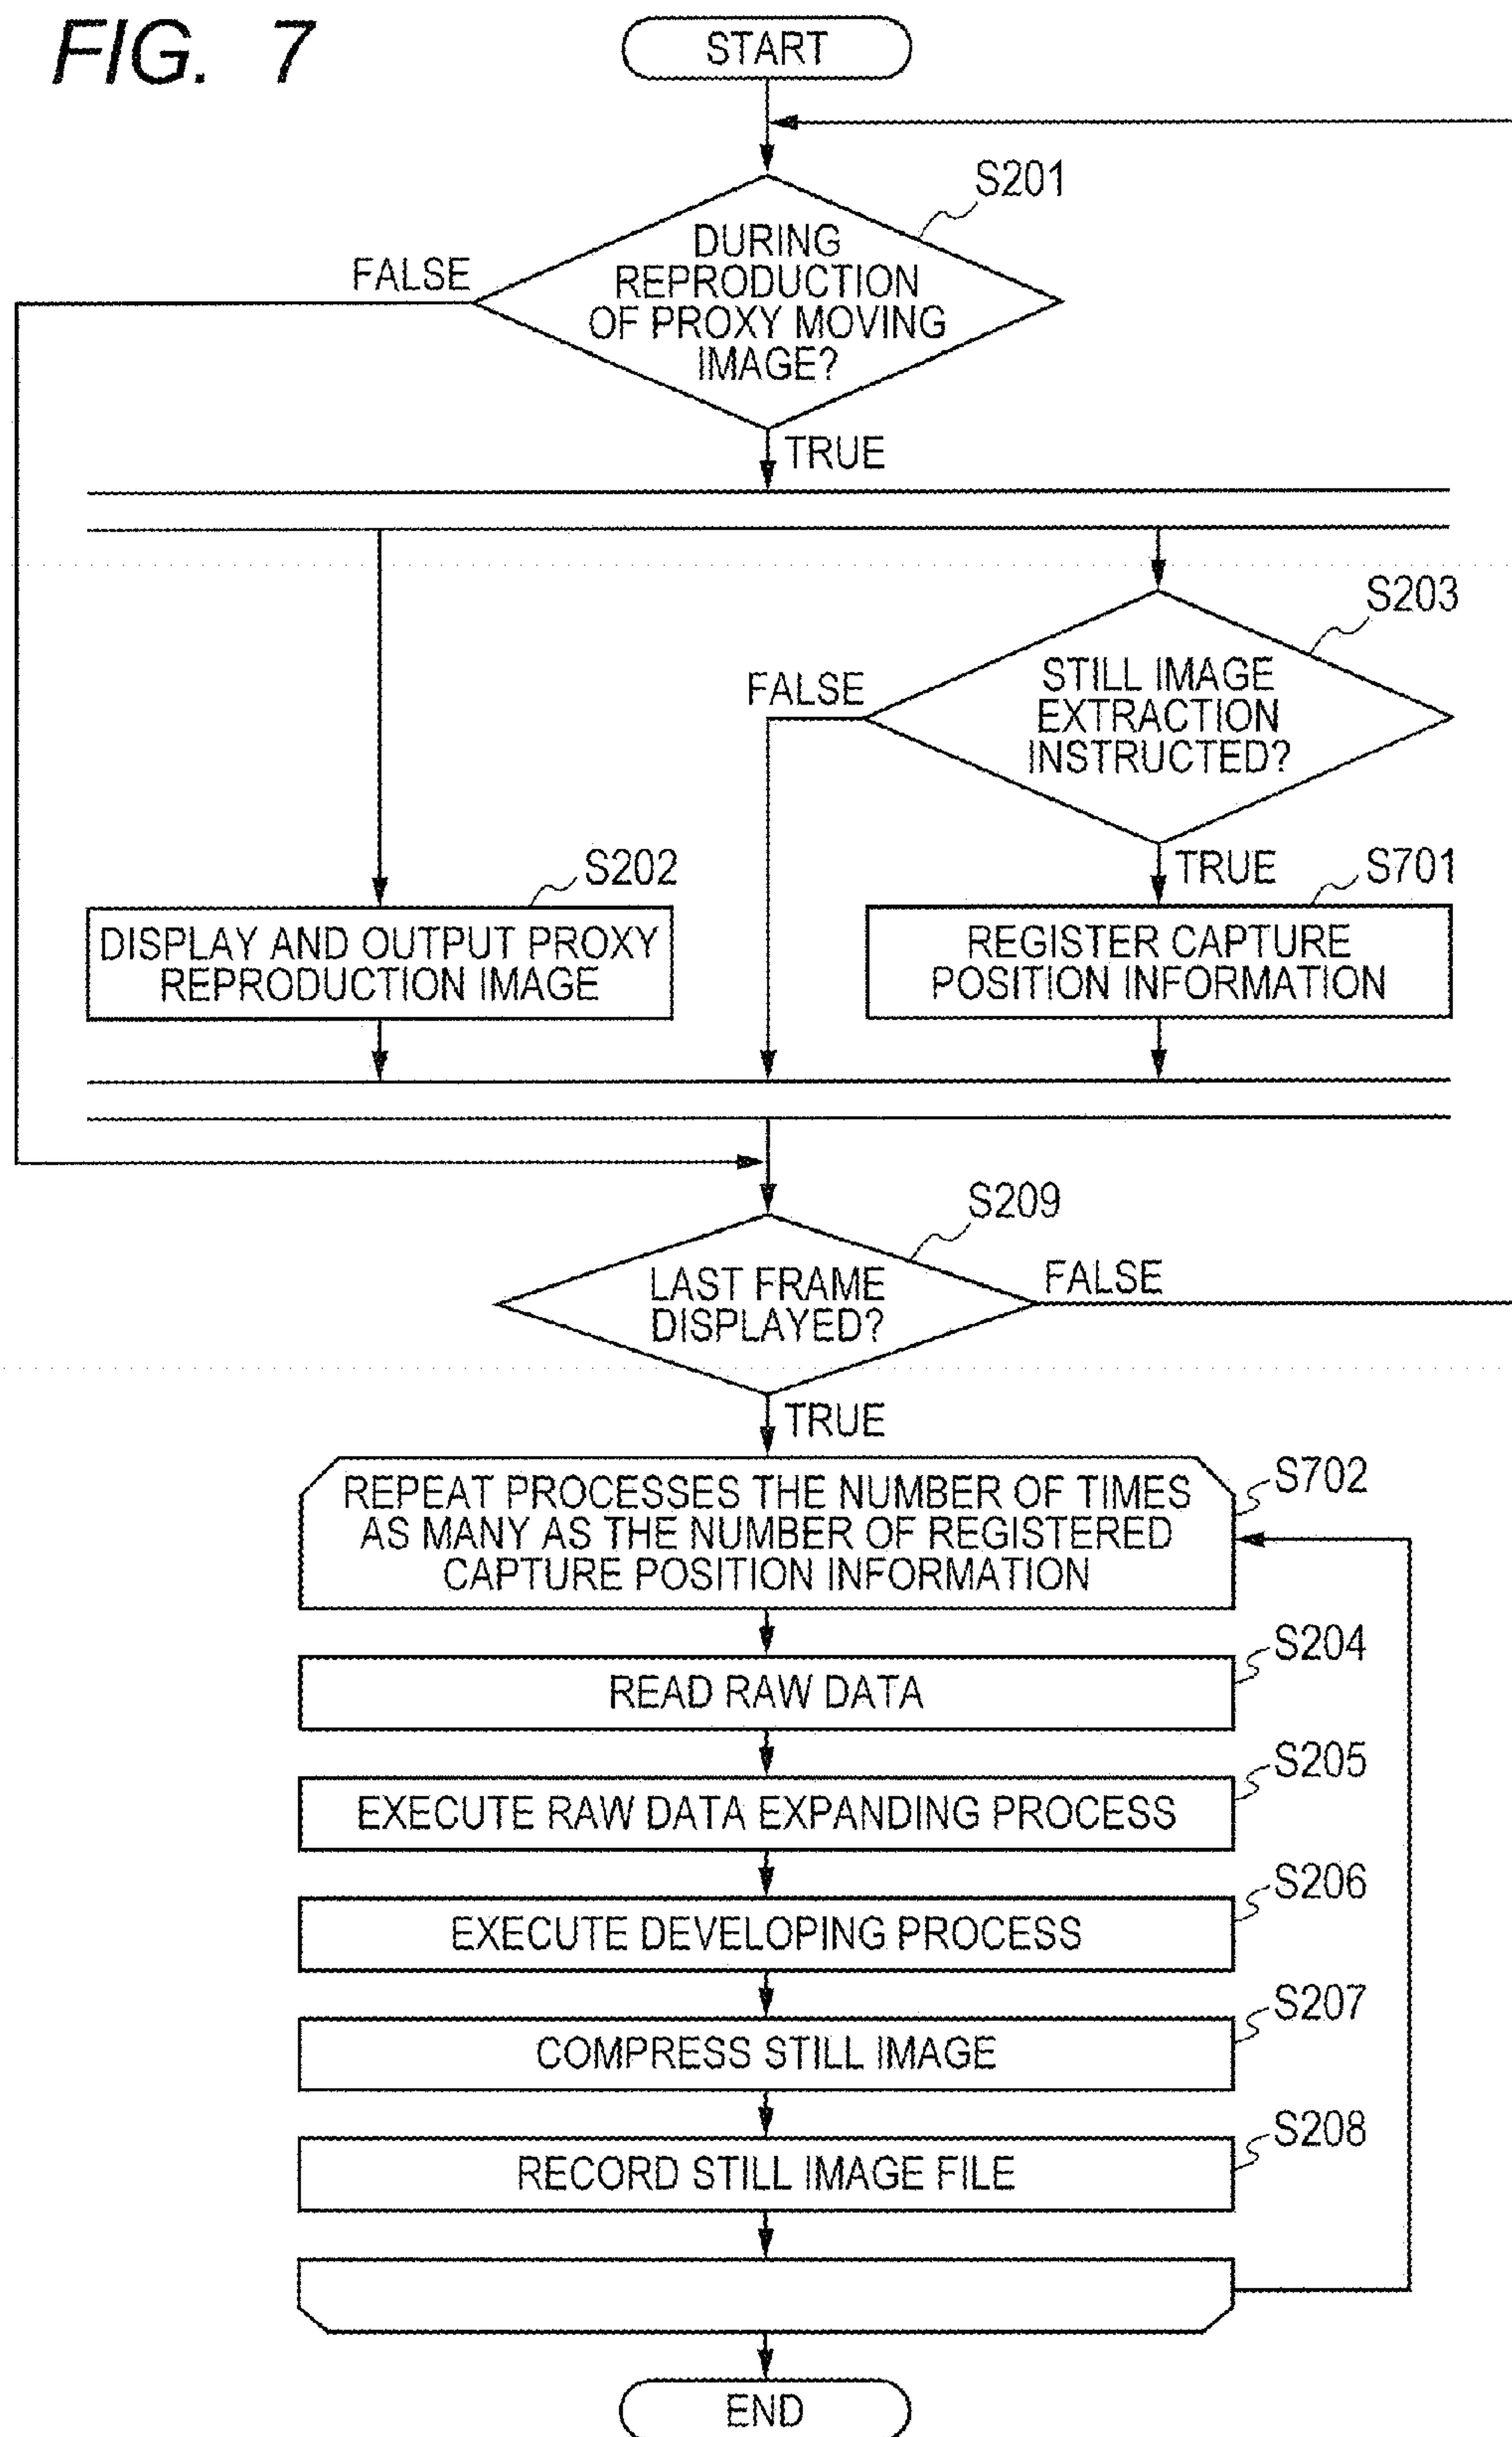 FIG. 7
START
S201
DURING
REPRODUCTION
OF PROXY MOVING
IMAGE?
FALSE
TRUE
S203
STILL IMAGE
EXTRACTION
INSTRUCTED?
FALSE
TRUE
S202
DISPLAY AND OUTPUT PROXY
REPRODUCTION IMAGE
S701
REGISTER CAPTURE
POSITION INFORMATION
S209
LAST FRAME
DISPLAYED?
FALSE
TRUE
S702
REPEAT PROCESSES THE NUMBER OF TIMES
AS MANY AS THE NUMBER OF REGISTERED
CAPTURE POSITION INFORMATION
S204
READ RAW DATA
S205
EXECUTE RAW DATA EXPANDING PROCESS
S206
EXECUTE DEVELOPING PROCESS
S207
COMPRESS STILL IMAGE
S208
RECORD STILL IMAGE FILE
END